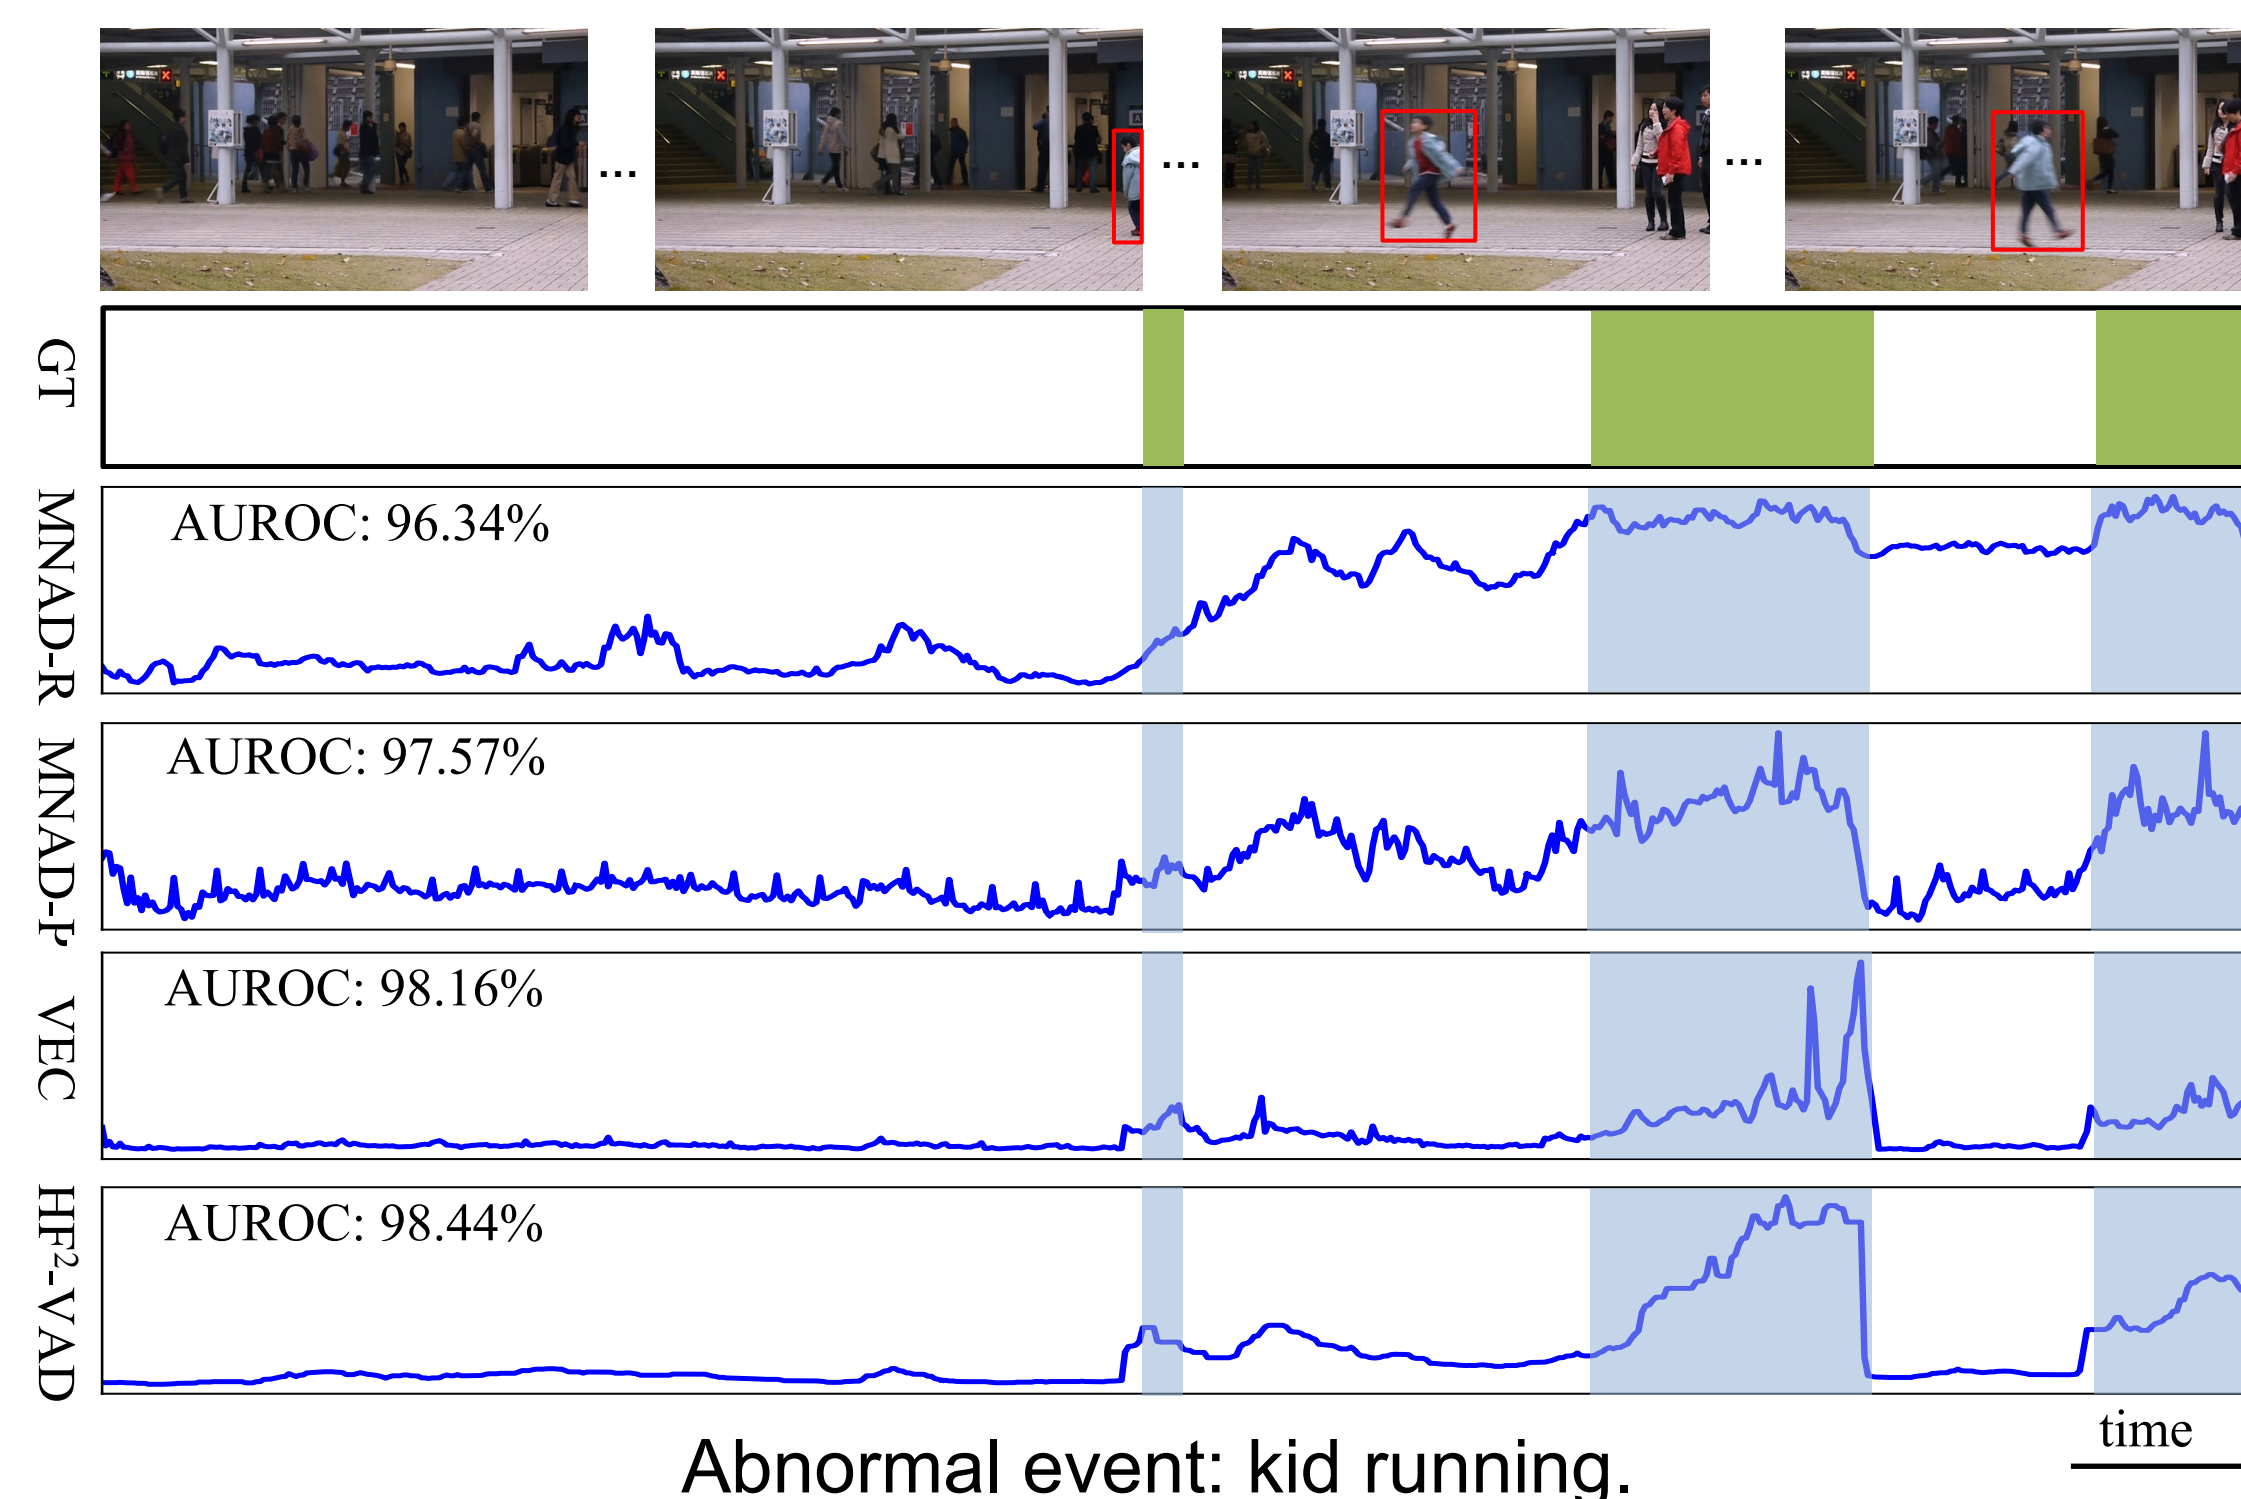 ... ... ...
GT
MNAD-R
AUROC: 96.34%
MNAD-P
AUROC: 97.57%
VEC
AUROC: 98.16%
HF²-VAD
AUROC: 98.44%
time
Abnormal event: kid running.